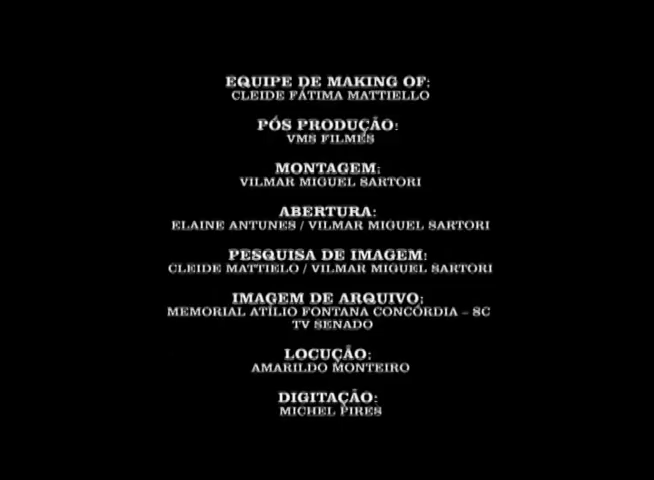 EQUIPE DE MAKING OF:
CLEIDE FÁTIMA MATTIELLO
PÓS PRODUÇÃO:
VMS FILMES
MONTAGEM:
VILMAR MIGUEL SARTORI
ABERTURA:
ELAINE ANTUNES / VILMAR MIGUEL SARTORI
PESQUISA DE IMAGEM:
CLEIDE MATTIELO / VILMAR MIGUEL SARTORI
IMAGEM DE ARQUIVO:
MEMORIAL ATÍLIO FONTANA CONCÓRDIA – SC
TV SENADO
LOCUÇÃO:
AMARILDO MONTEIRO
DIGITAÇÃO:
MICHEL PIRES